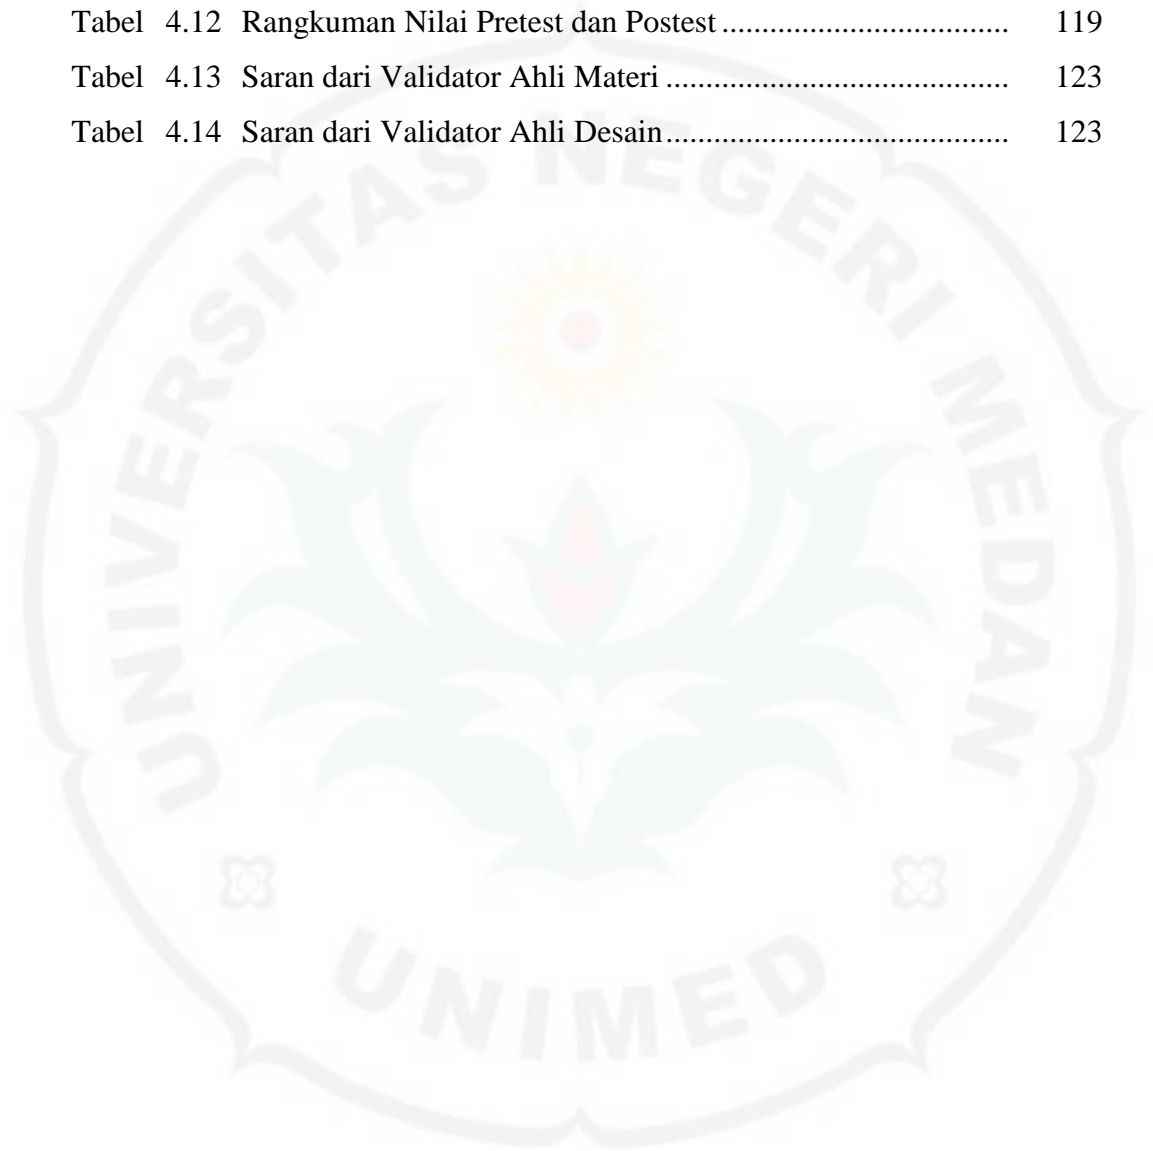 Tabel 4.12 Rangkuman Nilai Pretest dan Postest .................................... 119
Tabel 4.13 Saran dari Validator Ahli Materi ........................................... 123
Tabel 4.14 Saran dari Validator Ahli Desain........................................... 123
UNIVERSITAS NEGERI MEDAN
UNIMED